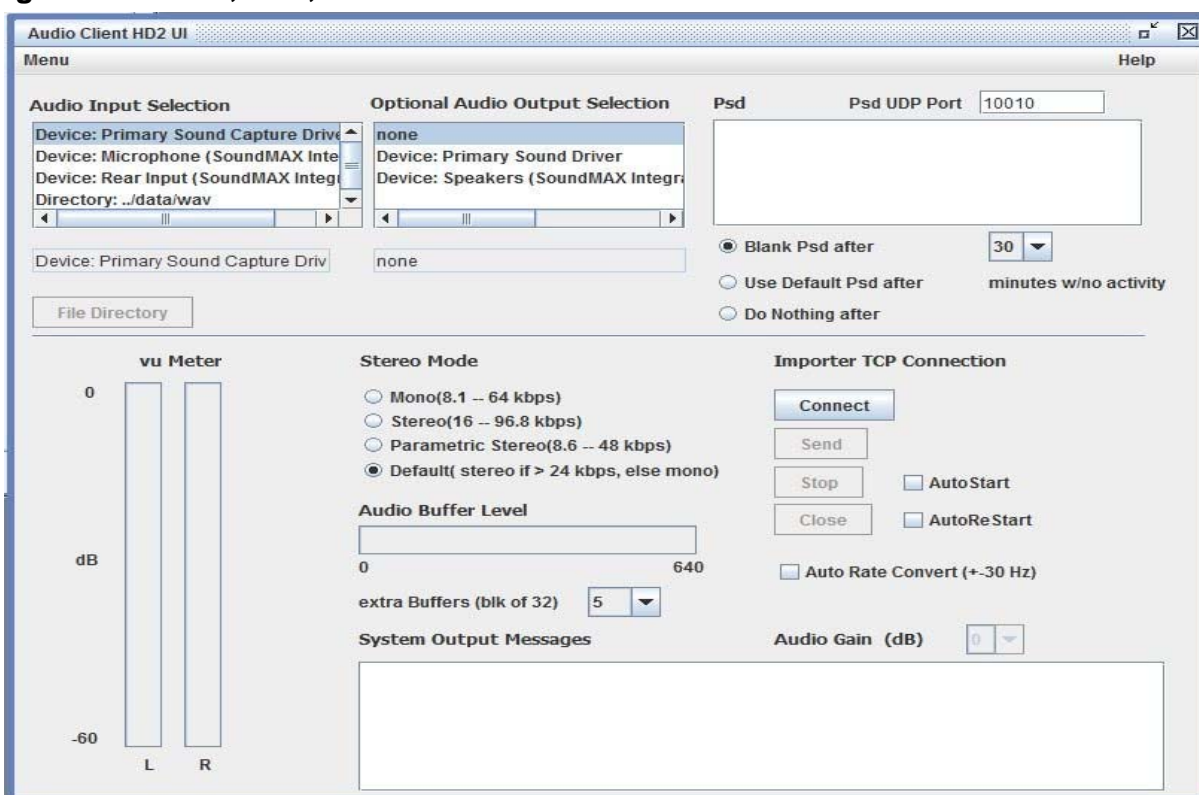 Audio Client HD2 UI
Menu
Help
Audio Input Selection
Device: Primary Sound Capture Drive
Device: Microphone (SoundMAX Inte
Device: Rear Input (SoundMAX Integr
Directory: ../data/wav
Device: Primary Sound Capture Driv
File Directory
Optional Audio Output Selection
none
Device: Primary Sound Driver
Device: Speakers (SoundMAX Integra
none
Psd
Psd UDP Port 10010
Blank Psd after 30
Use Default Psd after minutes w/no activity
Do Nothing after
vu Meter
0
dB
-60
L R
Stereo Mode
Mono(8.1 -- 64 kbps)
Stereo(16 -- 96.8 kbps)
Parametric Stereo(8.6 -- 48 kbps)
Default( stereo if > 24 kbps, else mono)
Audio Buffer Level
0 640
extra Buffers (blk of 32) 5
System Output Messages
Importer TCP Connection
Connect
Send
Stop AutoStart
Close AutoReStart
Auto Rate Convert (+-30 Hz)
Audio Gain (dB) 0